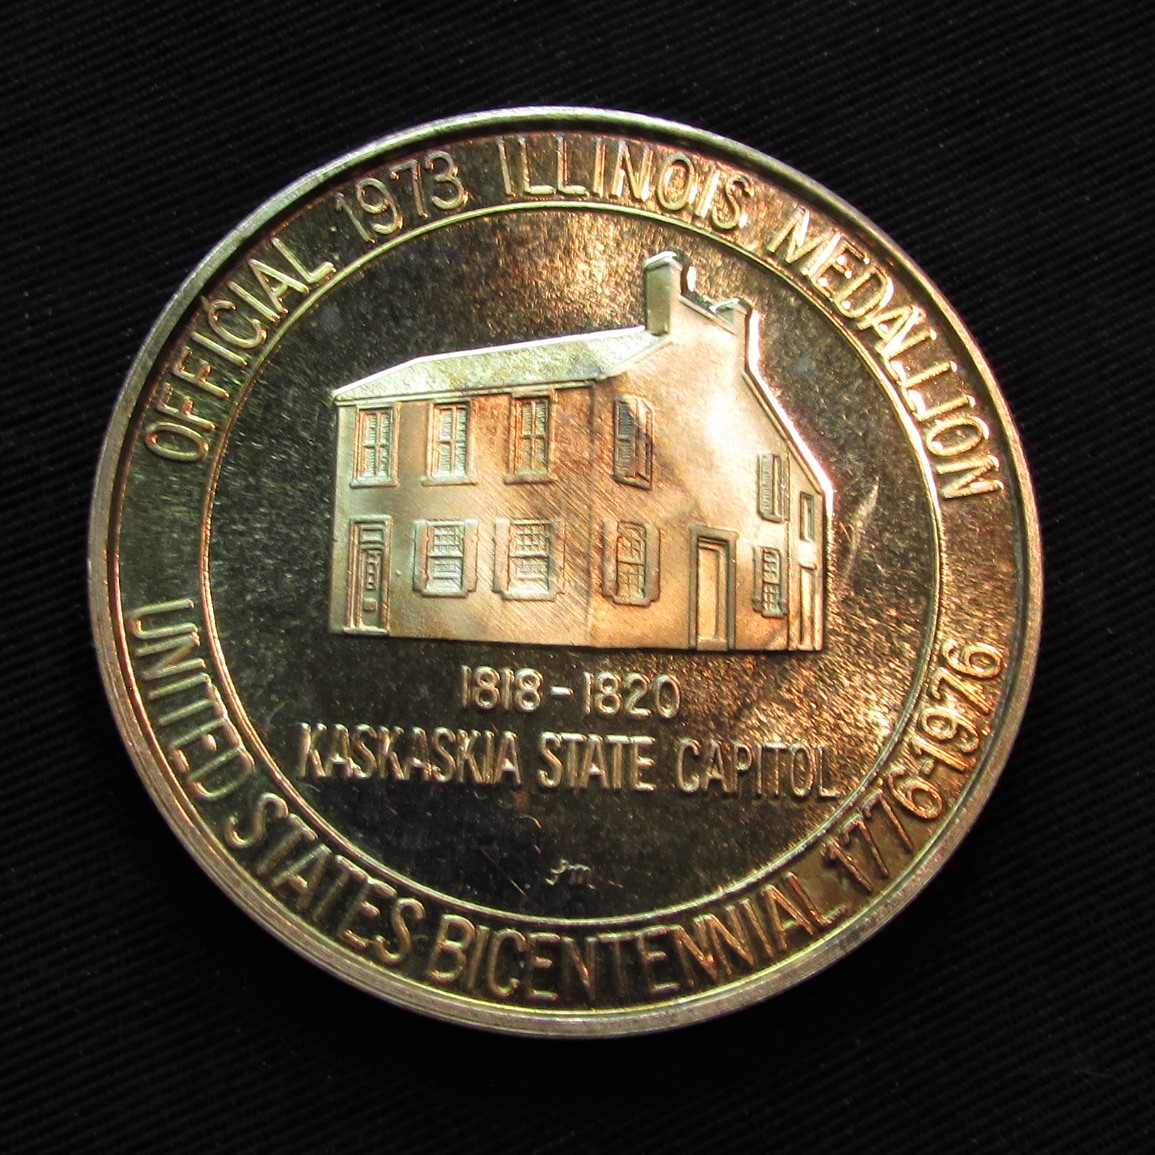 OFFICIAL 1973 ILLINOIS MEDALLION
1818-1820
KASKASKIA STATE CAPITOL
UNITED STATES BICENTENNIAL 1776-1976